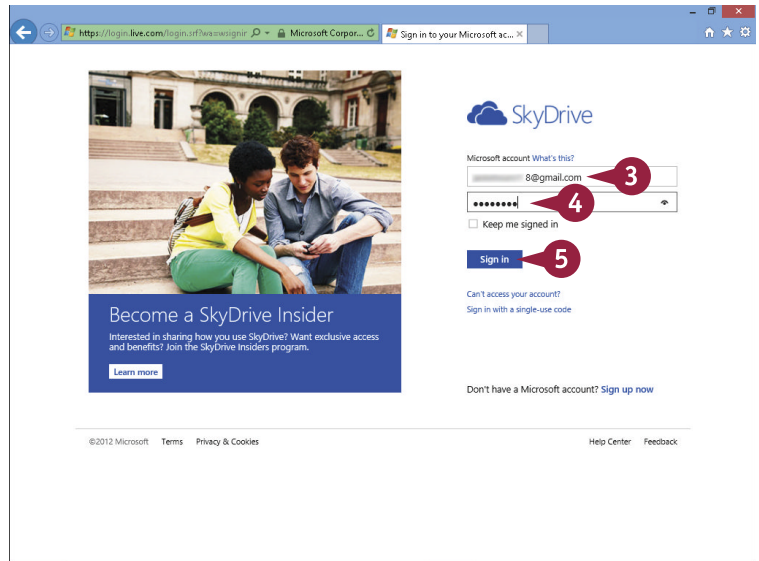 https://login.live.com/login.srf?wa=wsignir
Microsoft Corpor...
Sign in to your Microsoft ac...
SkyDrive
Microsoft account What's this?
8@gmail.com
3
4
Keep me signed in
Sign in
5
Can't access your account?
Sign in with a single-use code
Become a SkyDrive Insider
Interested in sharing how you use SkyDrive? Want exclusive access
and benefits? Join the SkyDrive Insiders program.
Learn more
Don't have a Microsoft account? Sign up now
©2012 Microsoft Terms Privacy & Cookies
Help Center Feedback